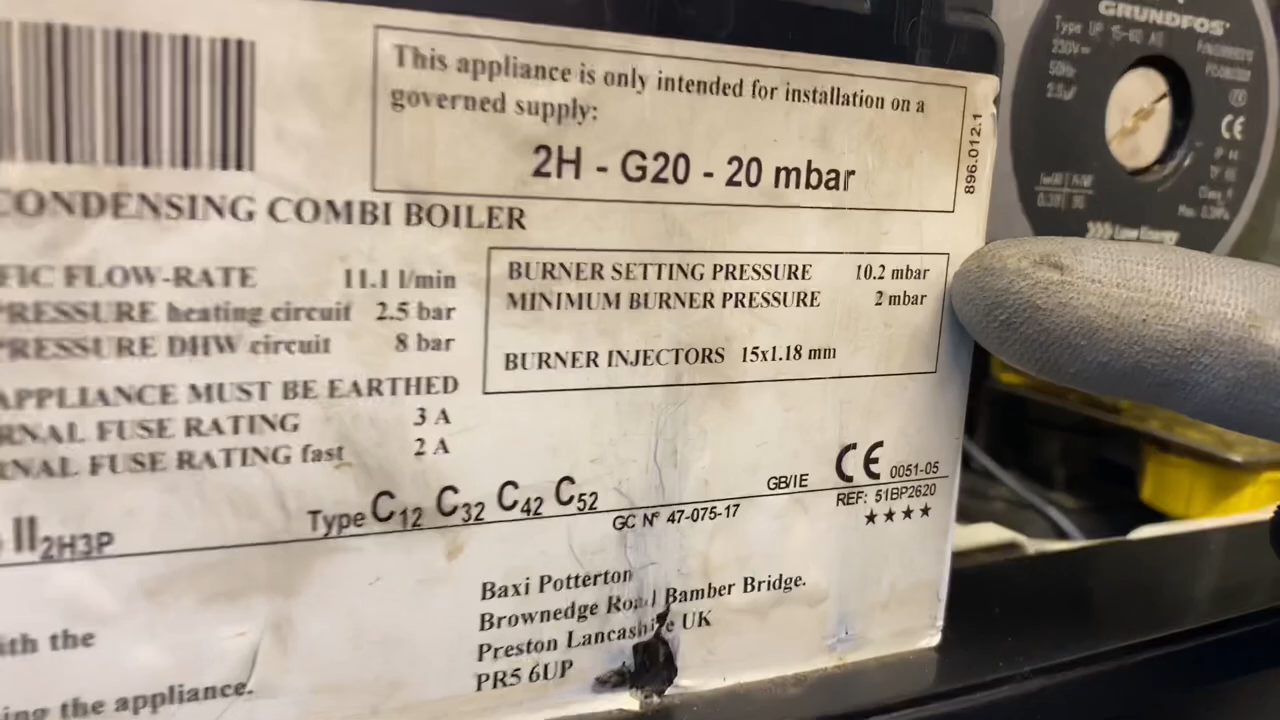 This appliance is only intended for installation on a
governed supply:
2H - G20 - 20 mbar
896.012.1
CONDENSING COMBI BOILER
FIC FLOW-RATE 11.1 l/min
PRESSURE heating circuit 2.5 bar
PRESSURE DHW circuit 8 bar
APPLIANCE MUST BE EARTHED
RNAL FUSE RATING 3 A
RNAL FUSE RATING fast 2 A
BURNER SETTING PRESSURE 10.2 mbar
MINIMUM BURNER PRESSURE 2 mbar
BURNER INJECTORS 15x1.18 mm
II2H3P
Type C12 C32 C42 C52
GB/IE
CE 0051-05
GC Nº 47-075-17
REF: 51BP2620
★★★★
Baxi Potterton
Brownedge Road Bamber Bridge.
Preston Lancashire UK
PR5 6UP
ith the
ing the appliance.
GRUNDFOS
Type UP 15-60
230V
50Hz
CE
Low Energy